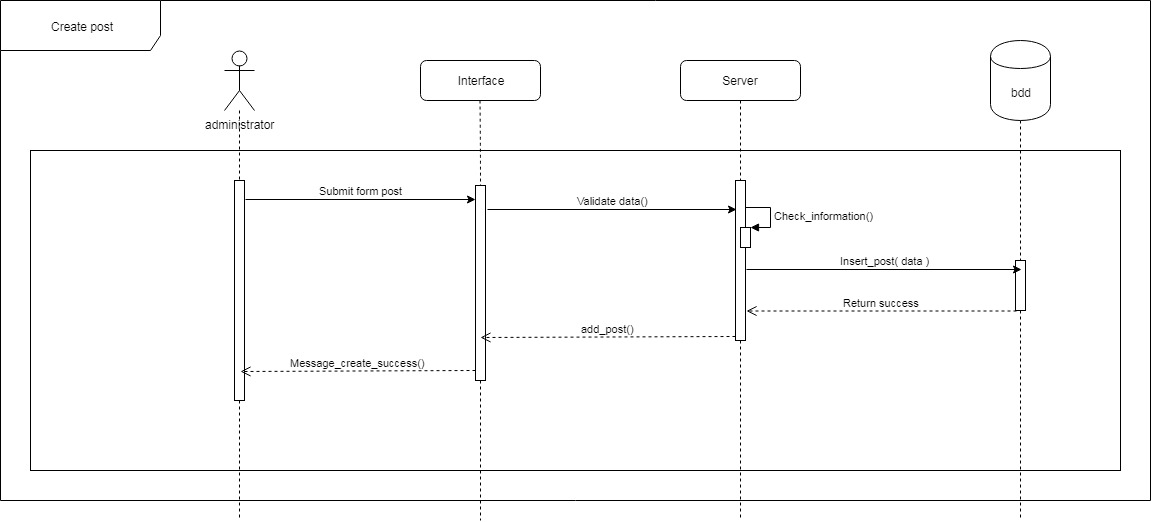 Create post
administrator
Interface
Server
bdd
Submit form post
Validate data()
Check_information()
Insert_post( data )
Return success
add_post()
Message_create_success()